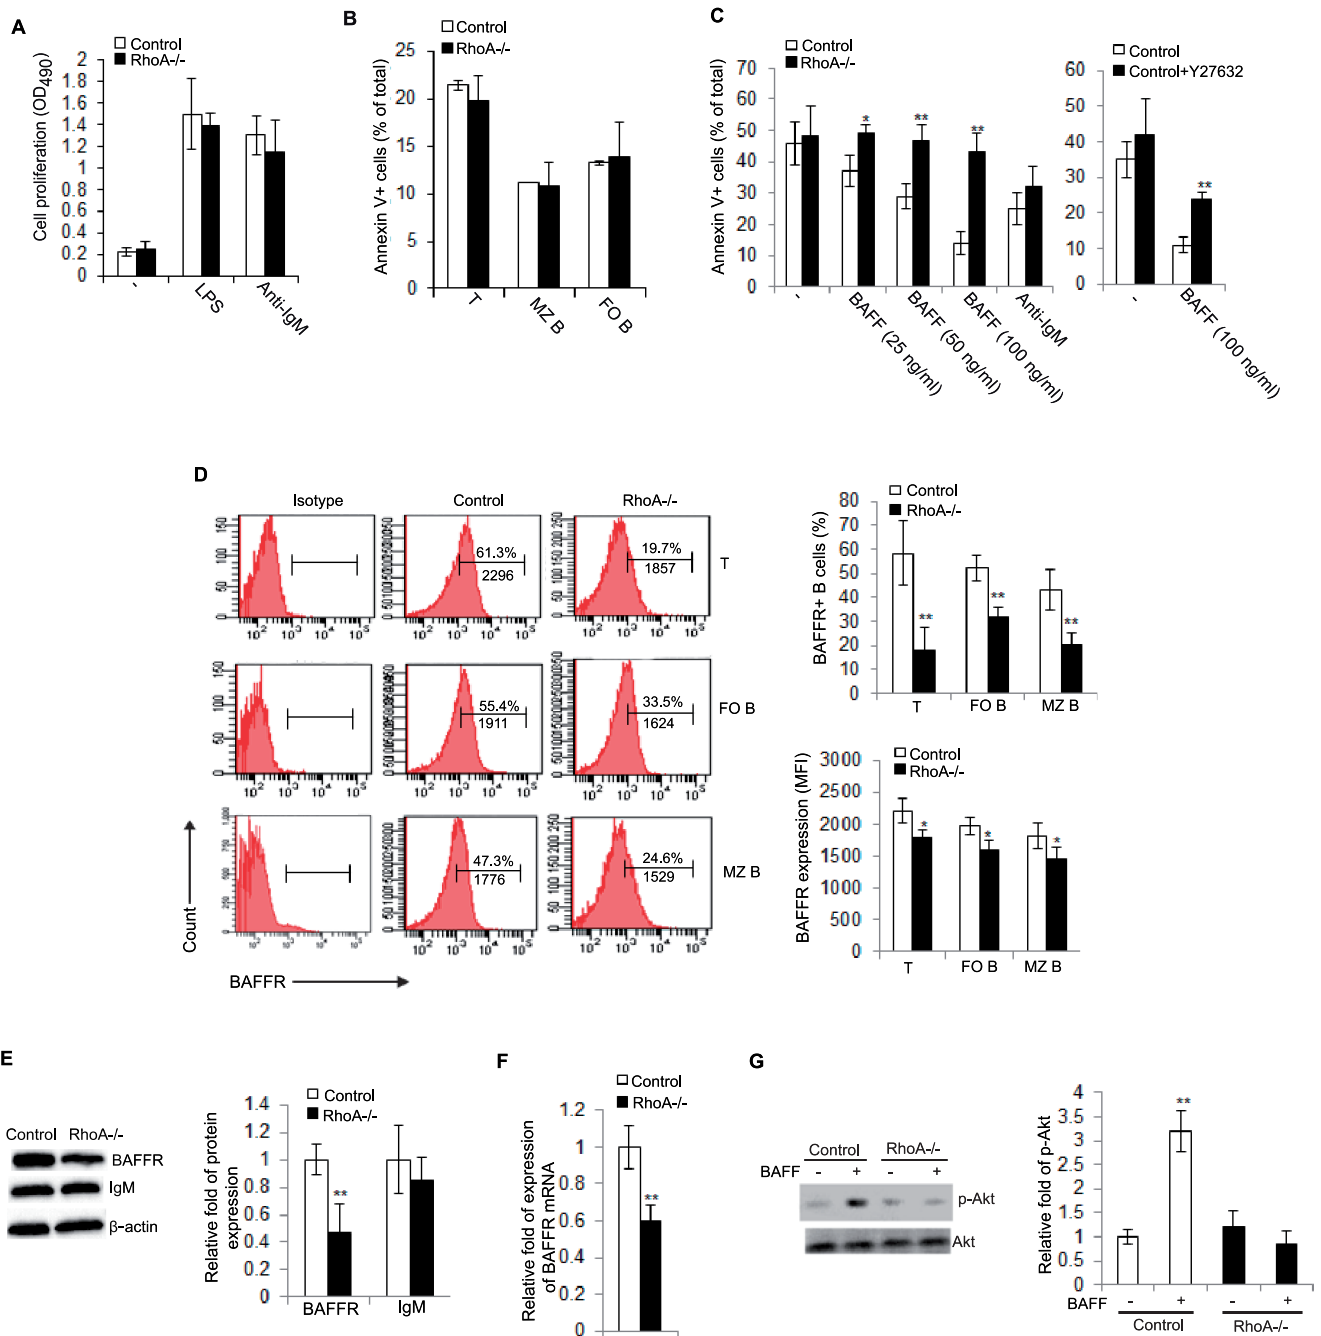 A
Control
RhoA-/-
Cell proliferation (OD490)
2
1.8
1.6
1.4
1.2
1
0.8
0.6
0.4
0.2
0
-
LPS
Anti-IgM
B
Control
RhoA-/-
Annexin V+ cells (% of total)
25
20
15
10
5
0
T
MZ B
FO B
C
Control
RhoA-/-
Annexin V+ cells (% of total)
70
60
50
40
30
20
10
0
*
**
**
-
BAFF (25 ng/ml)
BAFF (50 ng/ml)
BAFF (100 ng/ml)
Anti-IgM
Control
Control+Y27632
60
50
40
30
20
10
0
**
-
BAFF (100 ng/ml)
D
Isotype
Control
RhoA-/-
61.3%
2296
19.7%
1857
T
55.4%
1911
33.5%
1624
FO B
47.3%
1776
24.6%
1529
MZ B
Count
BAFFR
Control
RhoA-/-
BAFFR+ B cells (%)
80
70
60
50
40
30
20
10
0
**
**
**
T
FO B
MZ B
Control
RhoA-/-
BAFFR expression (MFI)
3000
2500
2000
1500
1000
500
0
*
*
*
T
FO B
MZ B
E
Control RhoA-/-
BAFFR
IgM
β-actin
Control
RhoA-/-
Relative fold of protein
expression
1.4
1.2
1
0.8
0.6
0.4
0.2
0
**
BAFFR
IgM
F
Control
RhoA-/-
Relative fold of expression
of BAFFR mRNA
1.2
1
0.8
0.6
0.4
0.2
0
**
G
Control RhoA-/-
BAFF - + - +
p-Akt
Akt
Relative fold of p-Akt
4
3.5
3
2.5
2
1.5
1
0.5
0
**
BAFF - + - +
Control RhoA-/-